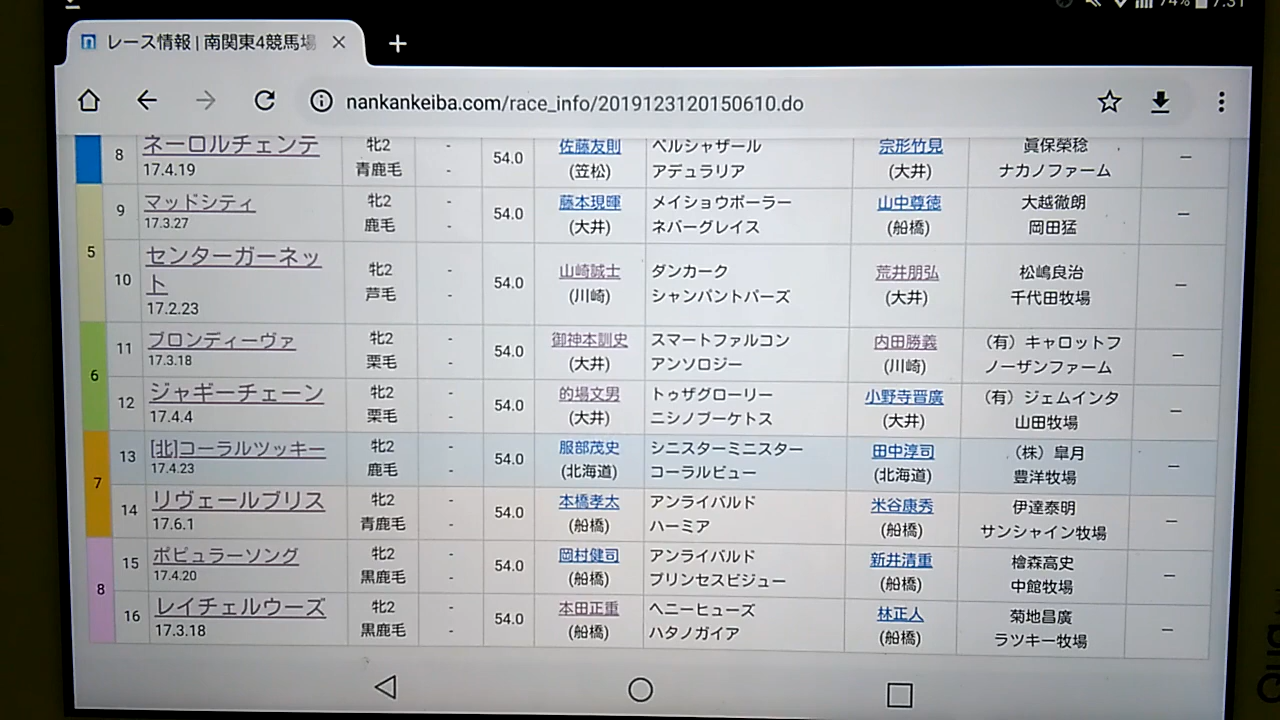 74% 7:31
レース情報 | 南関東4競馬場
nankankeiba.com/race_info/2019123120150610.do
8 ネーロルチェンテ 17.4.19 牝2 青鹿毛 - - 54.0 佐藤友則 (笠松) ベルシャザール アデュラリア 宗形竹見 (大井) 眞保榮稔 ナカノファーム —
5
9 マッドシティ 17.3.27 牝2 鹿毛 - - 54.0 藤本現暉 (大井) メイショウボーラー ネバーグレイス 山中尊徳 (船橋) 大越徹朗 岡田猛 —
10 センターガーネット 17.2.23 牝2 芦毛 - - 54.0 山崎誠士 (川崎) ダンカーク シャンパントパーズ 荒井朋弘 (大井) 松嶋良治 千代田牧場 —
6
11 ブロンディーヴァ 17.3.18 牝2 栗毛 - - 54.0 御神本訓史 (大井) スマートファルコン アンソロジー 内田勝義 (川崎) （有）キャロットフ ノーザンファーム —
12 ジャギーチェーン 17.4.4 牝2 栗毛 - - 54.0 的場文男 (大井) トゥザグローリー ニシノブーケトス 小野寺晋廣 (大井) （有）ジェムインタ 山田牧場 —
7
13 [北]コーラルツッキー 17.4.23 牝2 鹿毛 - - 54.0 服部茂史 (北海道) シニスターミニスター コーラルビュー 田中淳司 (北海道) （株）皐月 豊洋牧場 —
14 リヴェールブリス 17.6.1 牝2 青鹿毛 - - 54.0 本橋孝太 (船橋) アンライバルド ハーミア 米谷康秀 (船橋) 伊達泰明 サンシャイン牧場 —
8
15 ポピュラーソング 17.4.20 牝2 黒鹿毛 - - 54.0 岡村健司 (船橋) アンライバルド プリンセスビジュー 新井清重 (船橋) 檜森高史 中館牧場 —
16 レイチェルウーズ 17.3.18 牝2 黒鹿毛 - - 54.0 本田正重 (船橋) ヘニーヒューズ ハタノガイア 林正人 (船橋) 菊地昌廣 ラツキー牧場 —